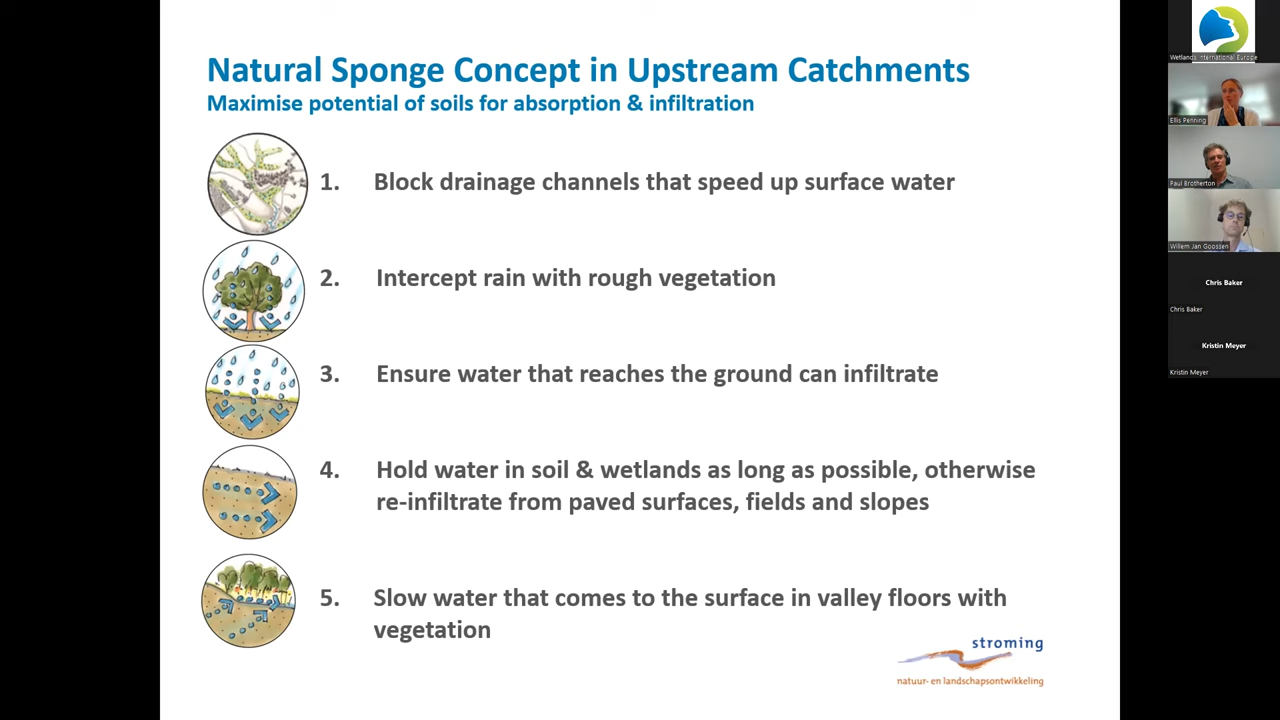 Natural Sponge Concept in Upstream Catchments
Maximise potential of soils for absorption & infiltration
1. Block drainage channels that speed up surface water
2. Intercept rain with rough vegetation
3. Ensure water that reaches the ground can infiltrate
4. Hold water in soil & wetlands as long as possible, otherwise
re-infiltrate from paved surfaces, fields and slopes
5. Slow water that comes to the surface in valley floors with
vegetation
stroming
natuur- en landschapsontwikkeling
Wetlands International Europe
Ellis Penning
Paul Brotherton
Willem Jan Goossen
Chris Baker
Chris Baker
Kristin Meyer
Kristin Meyer